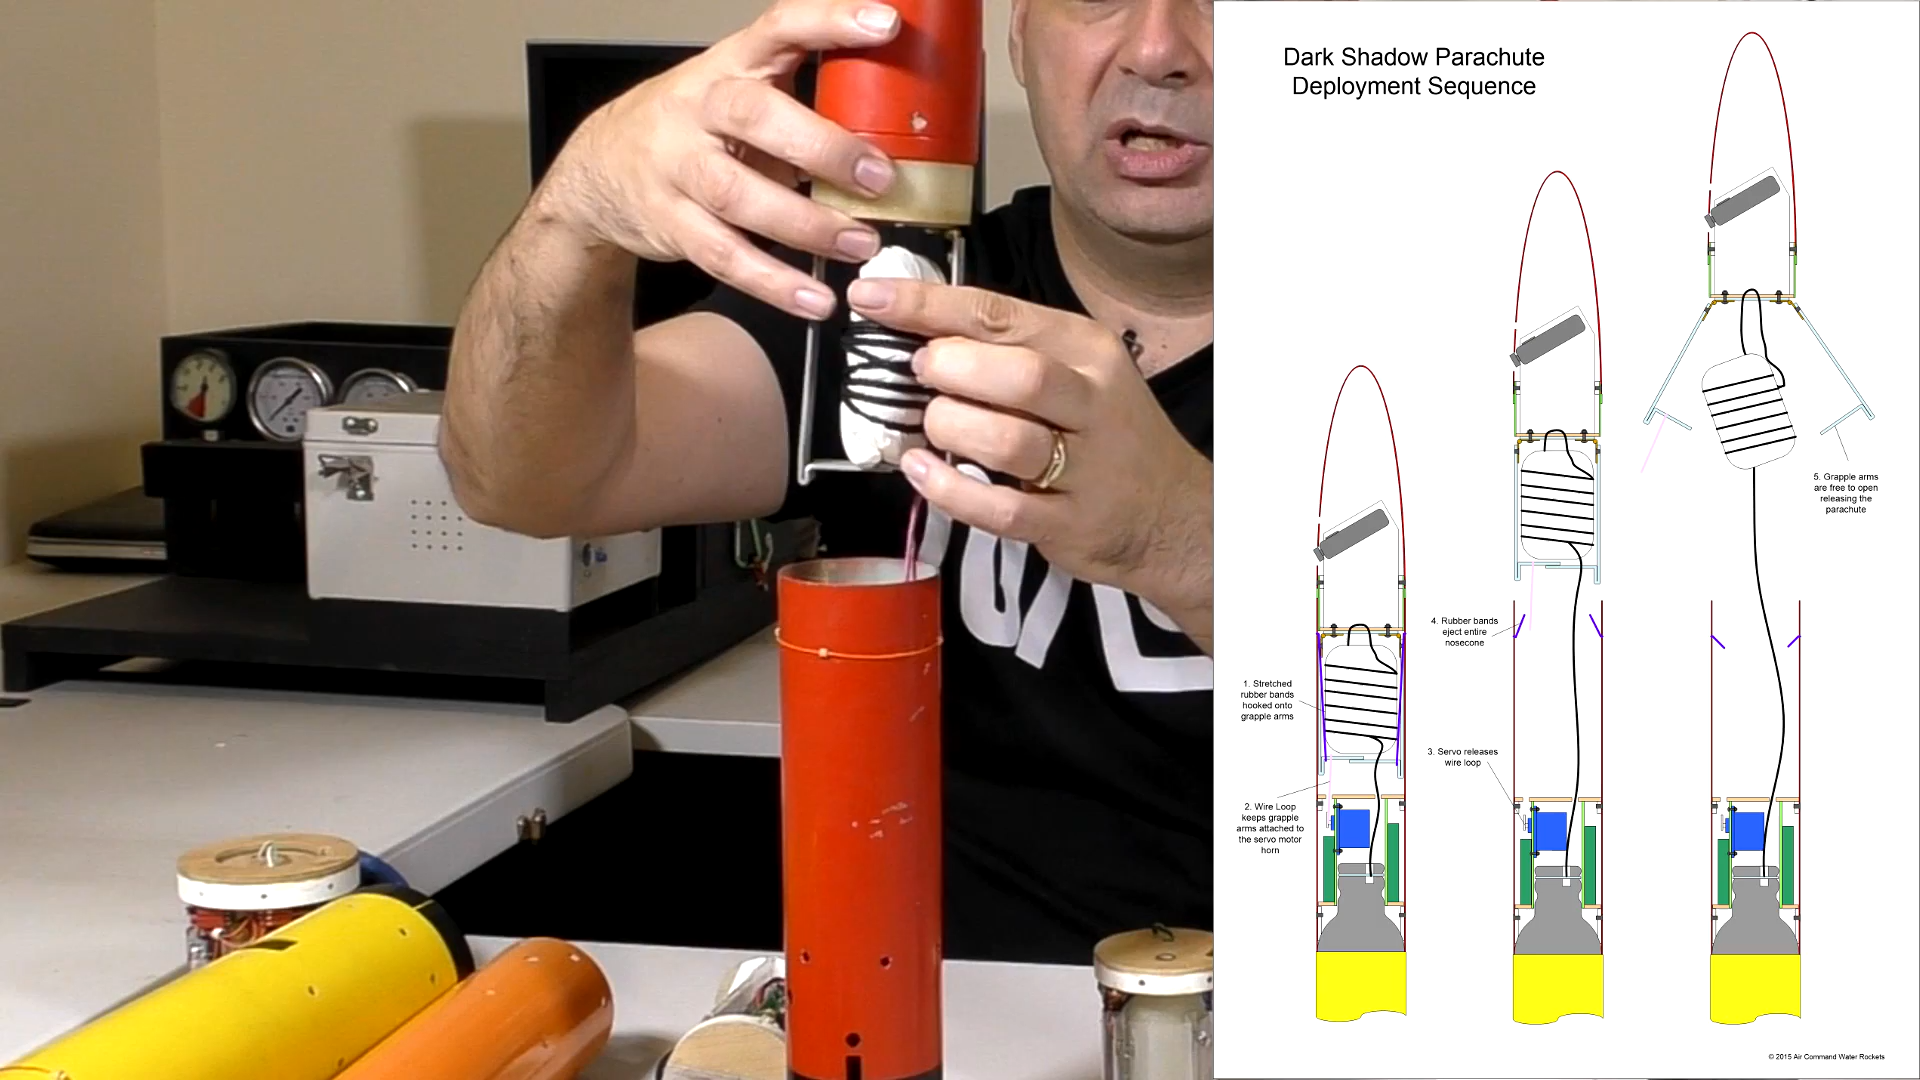 Dark Shadow Parachute
Deployment Sequence
1. Stretched
rubber bands
hooked onto
grapple arms
2. Wire Loop
keeps grapple
arms attached to
the servo motor
horn
3. Servo releases
wire loop
4. Rubber bands
eject entire
nosecone
5. Grapple arms
are free to open
releasing the
parachute
© 2015 Air Command Water Rockets